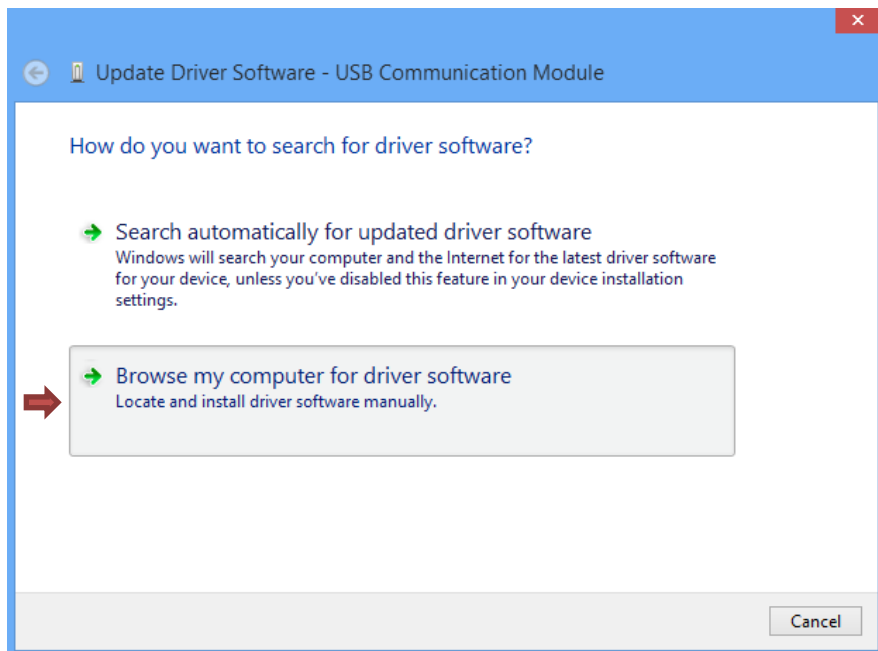 Update Driver Software - USB Communication Module
How do you want to search for driver software?
Search automatically for updated driver software
Windows will search your computer and the Internet for the latest driver software
for your device, unless you've disabled this feature in your device installation
settings.
Browse my computer for driver software
Locate and install driver software manually.
Cancel